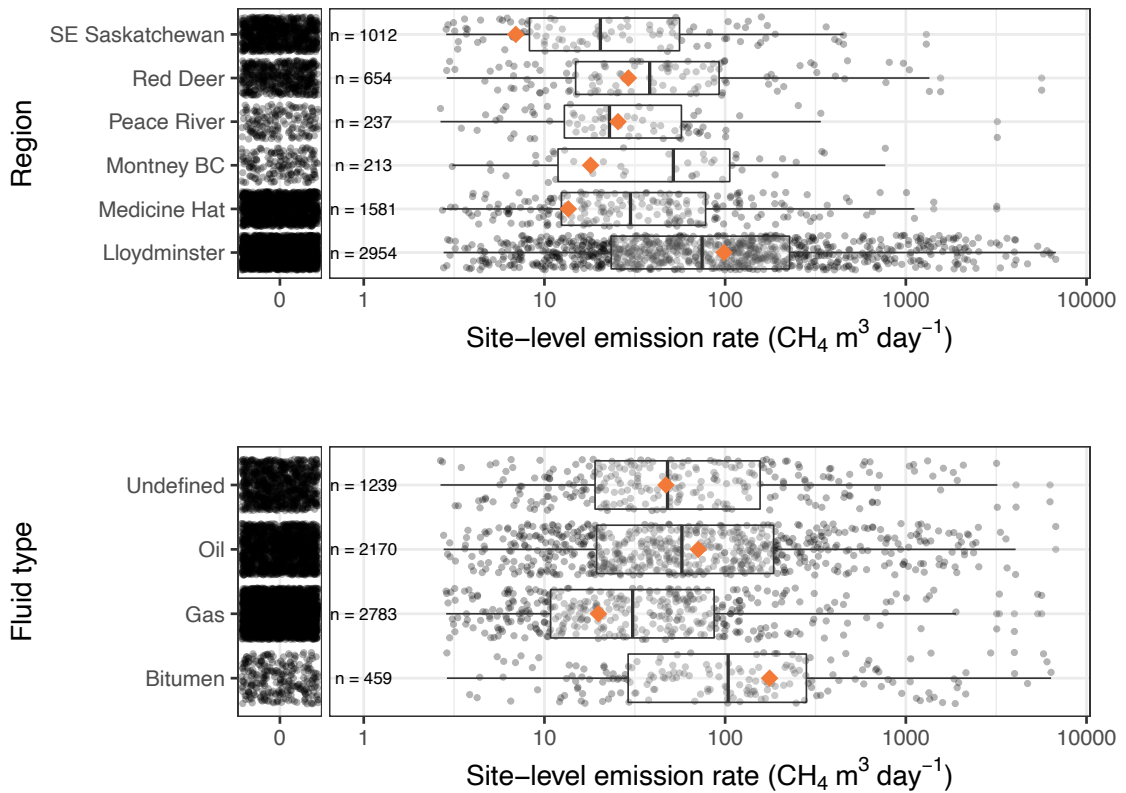 Region
SE Saskatchewan
n = 1012
Red Deer
n = 654
Peace River
n = 237
Montney BC
n = 213
Medicine Hat
n = 1581
Lloydminster
n = 2954
0 1 10 100 1000 10000
Site−level emission rate (CH₄ m³ day⁻¹)
Fluid type
Undefined
n = 1239
Oil
n = 2170
Gas
n = 2783
Bitumen
n = 459
0 1 10 100 1000 10000
Site−level emission rate (CH₄ m³ day⁻¹)